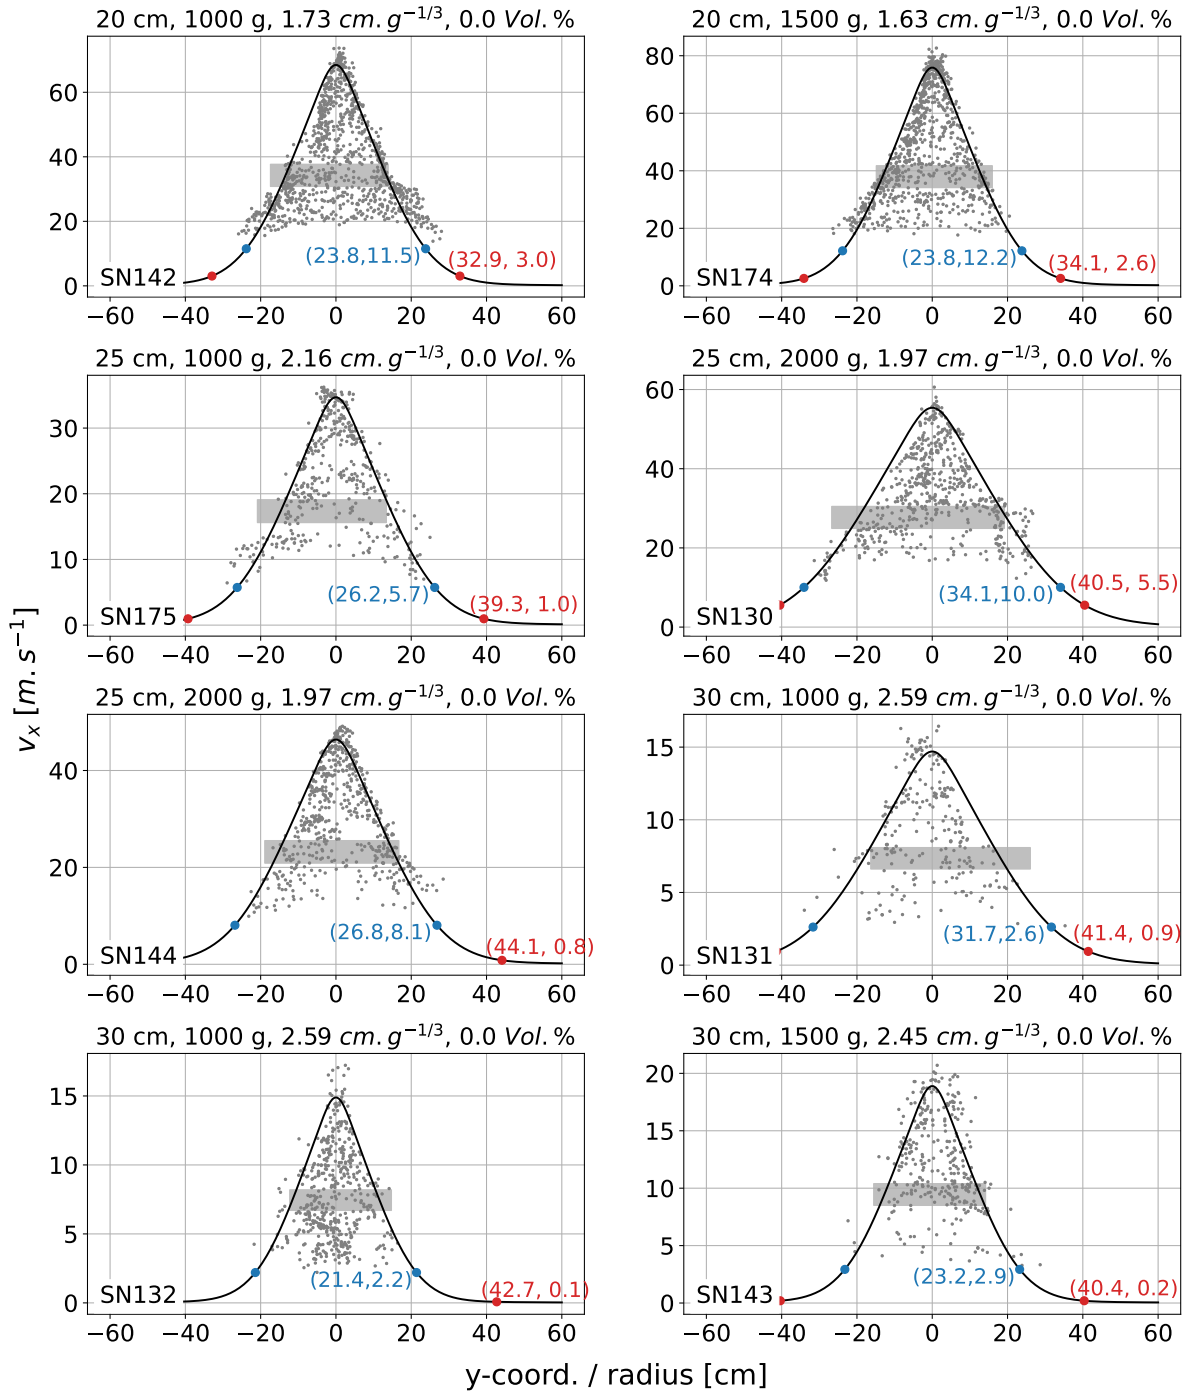 20 cm, 1000 g, 1.73 cm.g⁻¹/³, 0.0 Vol.%
60
40
20
0
(23.8,11.5)
(32.9, 3.0)
SN142
−60 −40 −20 0 20 40 60
20 cm, 1500 g, 1.63 cm.g⁻¹/³, 0.0 Vol.%
80
60
40
20
0
(23.8,12.2)
(34.1, 2.6)
SN174
−60 −40 −20 0 20 40 60
25 cm, 1000 g, 2.16 cm.g⁻¹/³, 0.0 Vol.%
30
20
10
0
(26.2,5.7)
(39.3, 1.0)
SN175
−60 −40 −20 0 20 40 60
25 cm, 2000 g, 1.97 cm.g⁻¹/³, 0.0 Vol.%
60
40
20
0
(34.1,10.0)
(40.5, 5.5)
SN130
−60 −40 −20 0 20 40 60
vₓ [m.s⁻¹]
25 cm, 2000 g, 1.97 cm.g⁻¹/³, 0.0 Vol.%
40
20
0
(26.8,8.1)
(44.1, 0.8)
SN144
−60 −40 −20 0 20 40 60
30 cm, 1000 g, 2.59 cm.g⁻¹/³, 0.0 Vol.%
15
10
5
0
(31.7,2.6)
(41.4, 0.9)
SN131
−60 −40 −20 0 20 40 60
30 cm, 1000 g, 2.59 cm.g⁻¹/³, 0.0 Vol.%
15
10
5
0
(21.4,2.2)
(42.7, 0.1)
SN132
−60 −40 −20 0 20 40 60
30 cm, 1500 g, 2.45 cm.g⁻¹/³, 0.0 Vol.%
20
15
10
5
0
(23.2,2.9)
(40.4, 0.2)
SN143
−60 −40 −20 0 20 40 60
y-coord. / radius [cm]